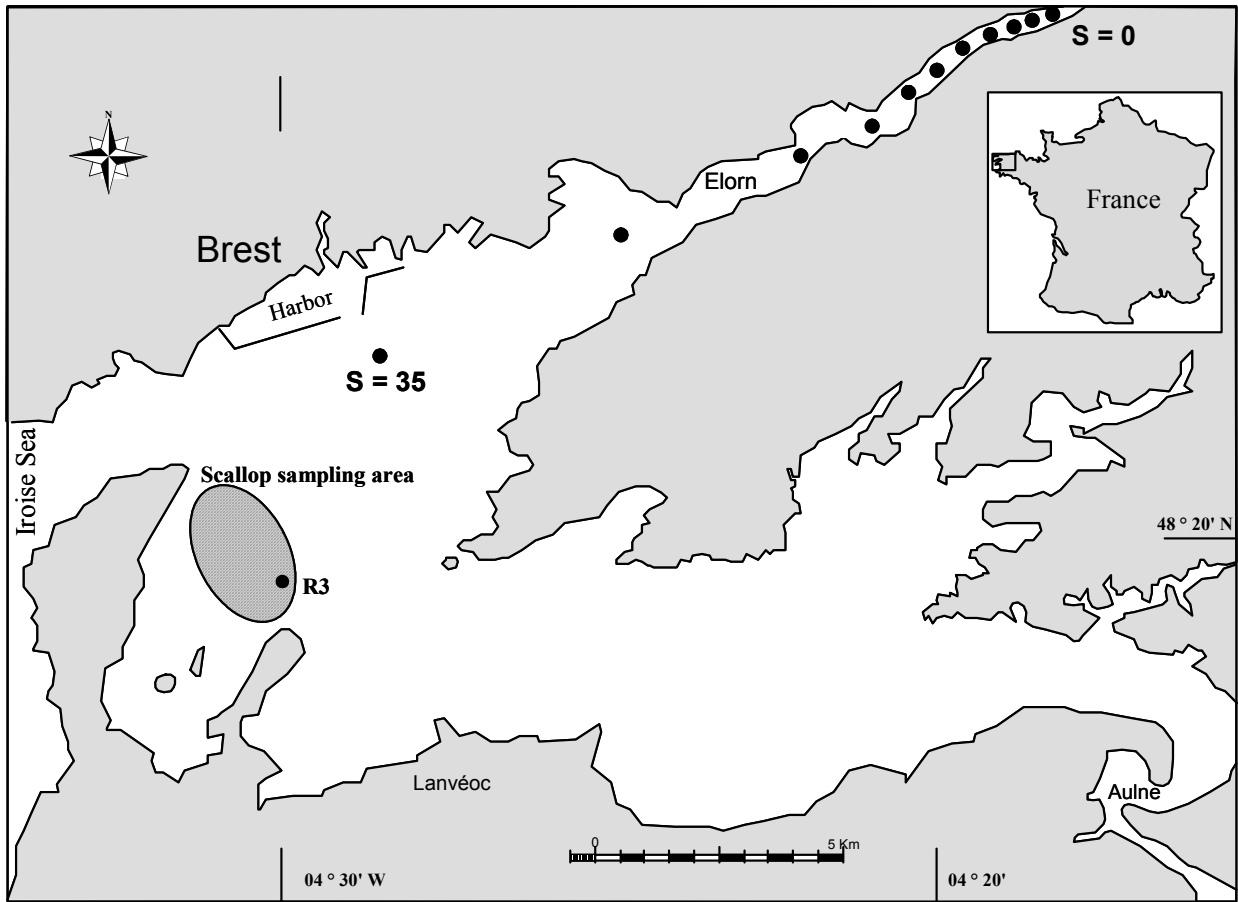 S = 0
N
France
Elorn
Brest
Harbor
S = 35
Iroise Sea
Scallop sampling area
48 ° 20' N
R3
Lanvéoc
Aulne
0
5 Km
04 ° 30' W
04 ° 20'